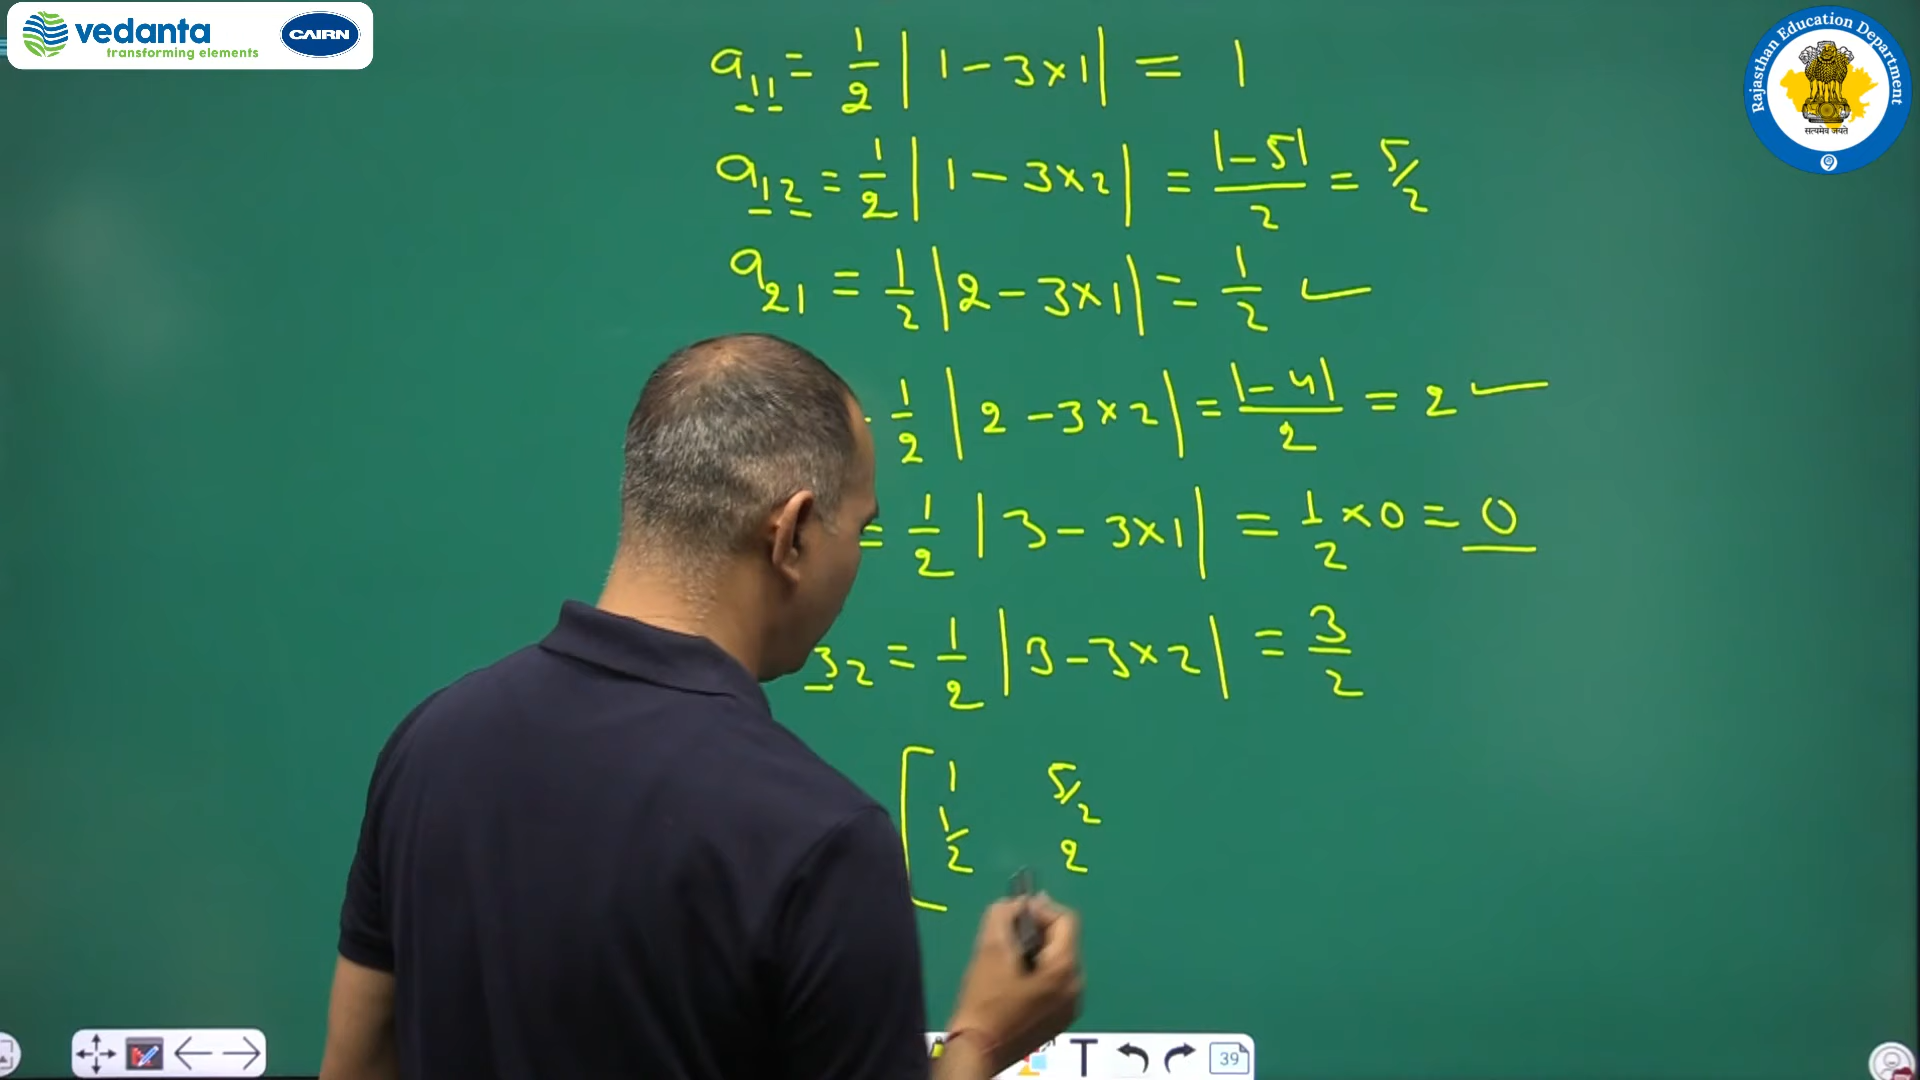 vedanta
transforming elements
CAIRN
Rajasthan Education Department
सत्यमेव जयते
a₁₁ = 1/2 | 1 - 3×1 | = 1
a₁₂ = 1/2 | 1 - 3×2 | = |-5|/2 = 5/2
a₂₁ = 1/2 | 2 - 3×1 | = 1/2 ✓
1/2 | 2 - 3×2 | = |-4|/2 = 2 ✓
= 1/2 | 3 - 3×1 | = 1/2 × 0 = 0
32 = 1/2 | 3 - 3×2 | = 3/2
[ 1 5/2
1/2 2
T 39